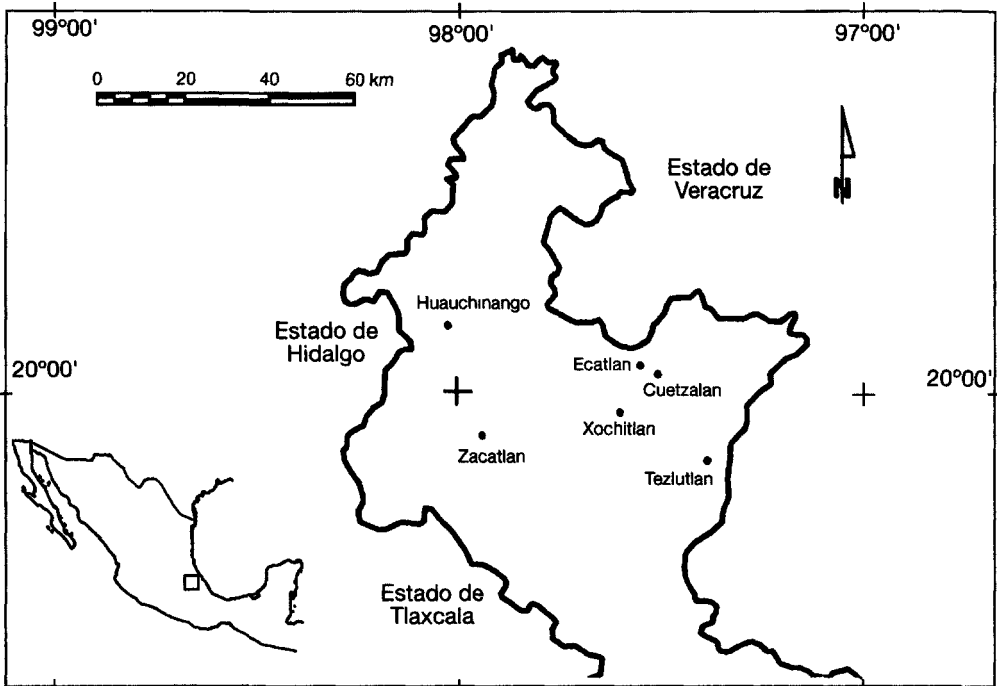 99°00'
98°00'
97°00'
0 20 40 60 km
Estado de
Veracruz
N
Huauchinango
Estado de
Hidalgo
20°00'
Ecatlan
Cuetzalan
20°00'
Xochitlan
Zacatlan
Teziutlan
Estado de
Tlaxcala